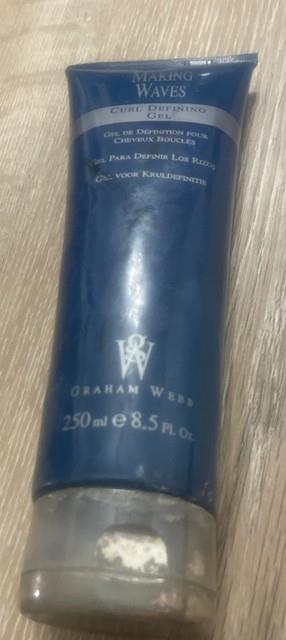 MAKING
WAVES
CURL DEFINING
GEL
GEL DE DÉFINITION POUR
CHEVEUX BOUCLÉS
GEL PARA DEFINIR LOS RIZOS
GEL VOOR KRULDEFINITIE
GRAHAM WEBB
250 ml e 8.5 FL. OZ.